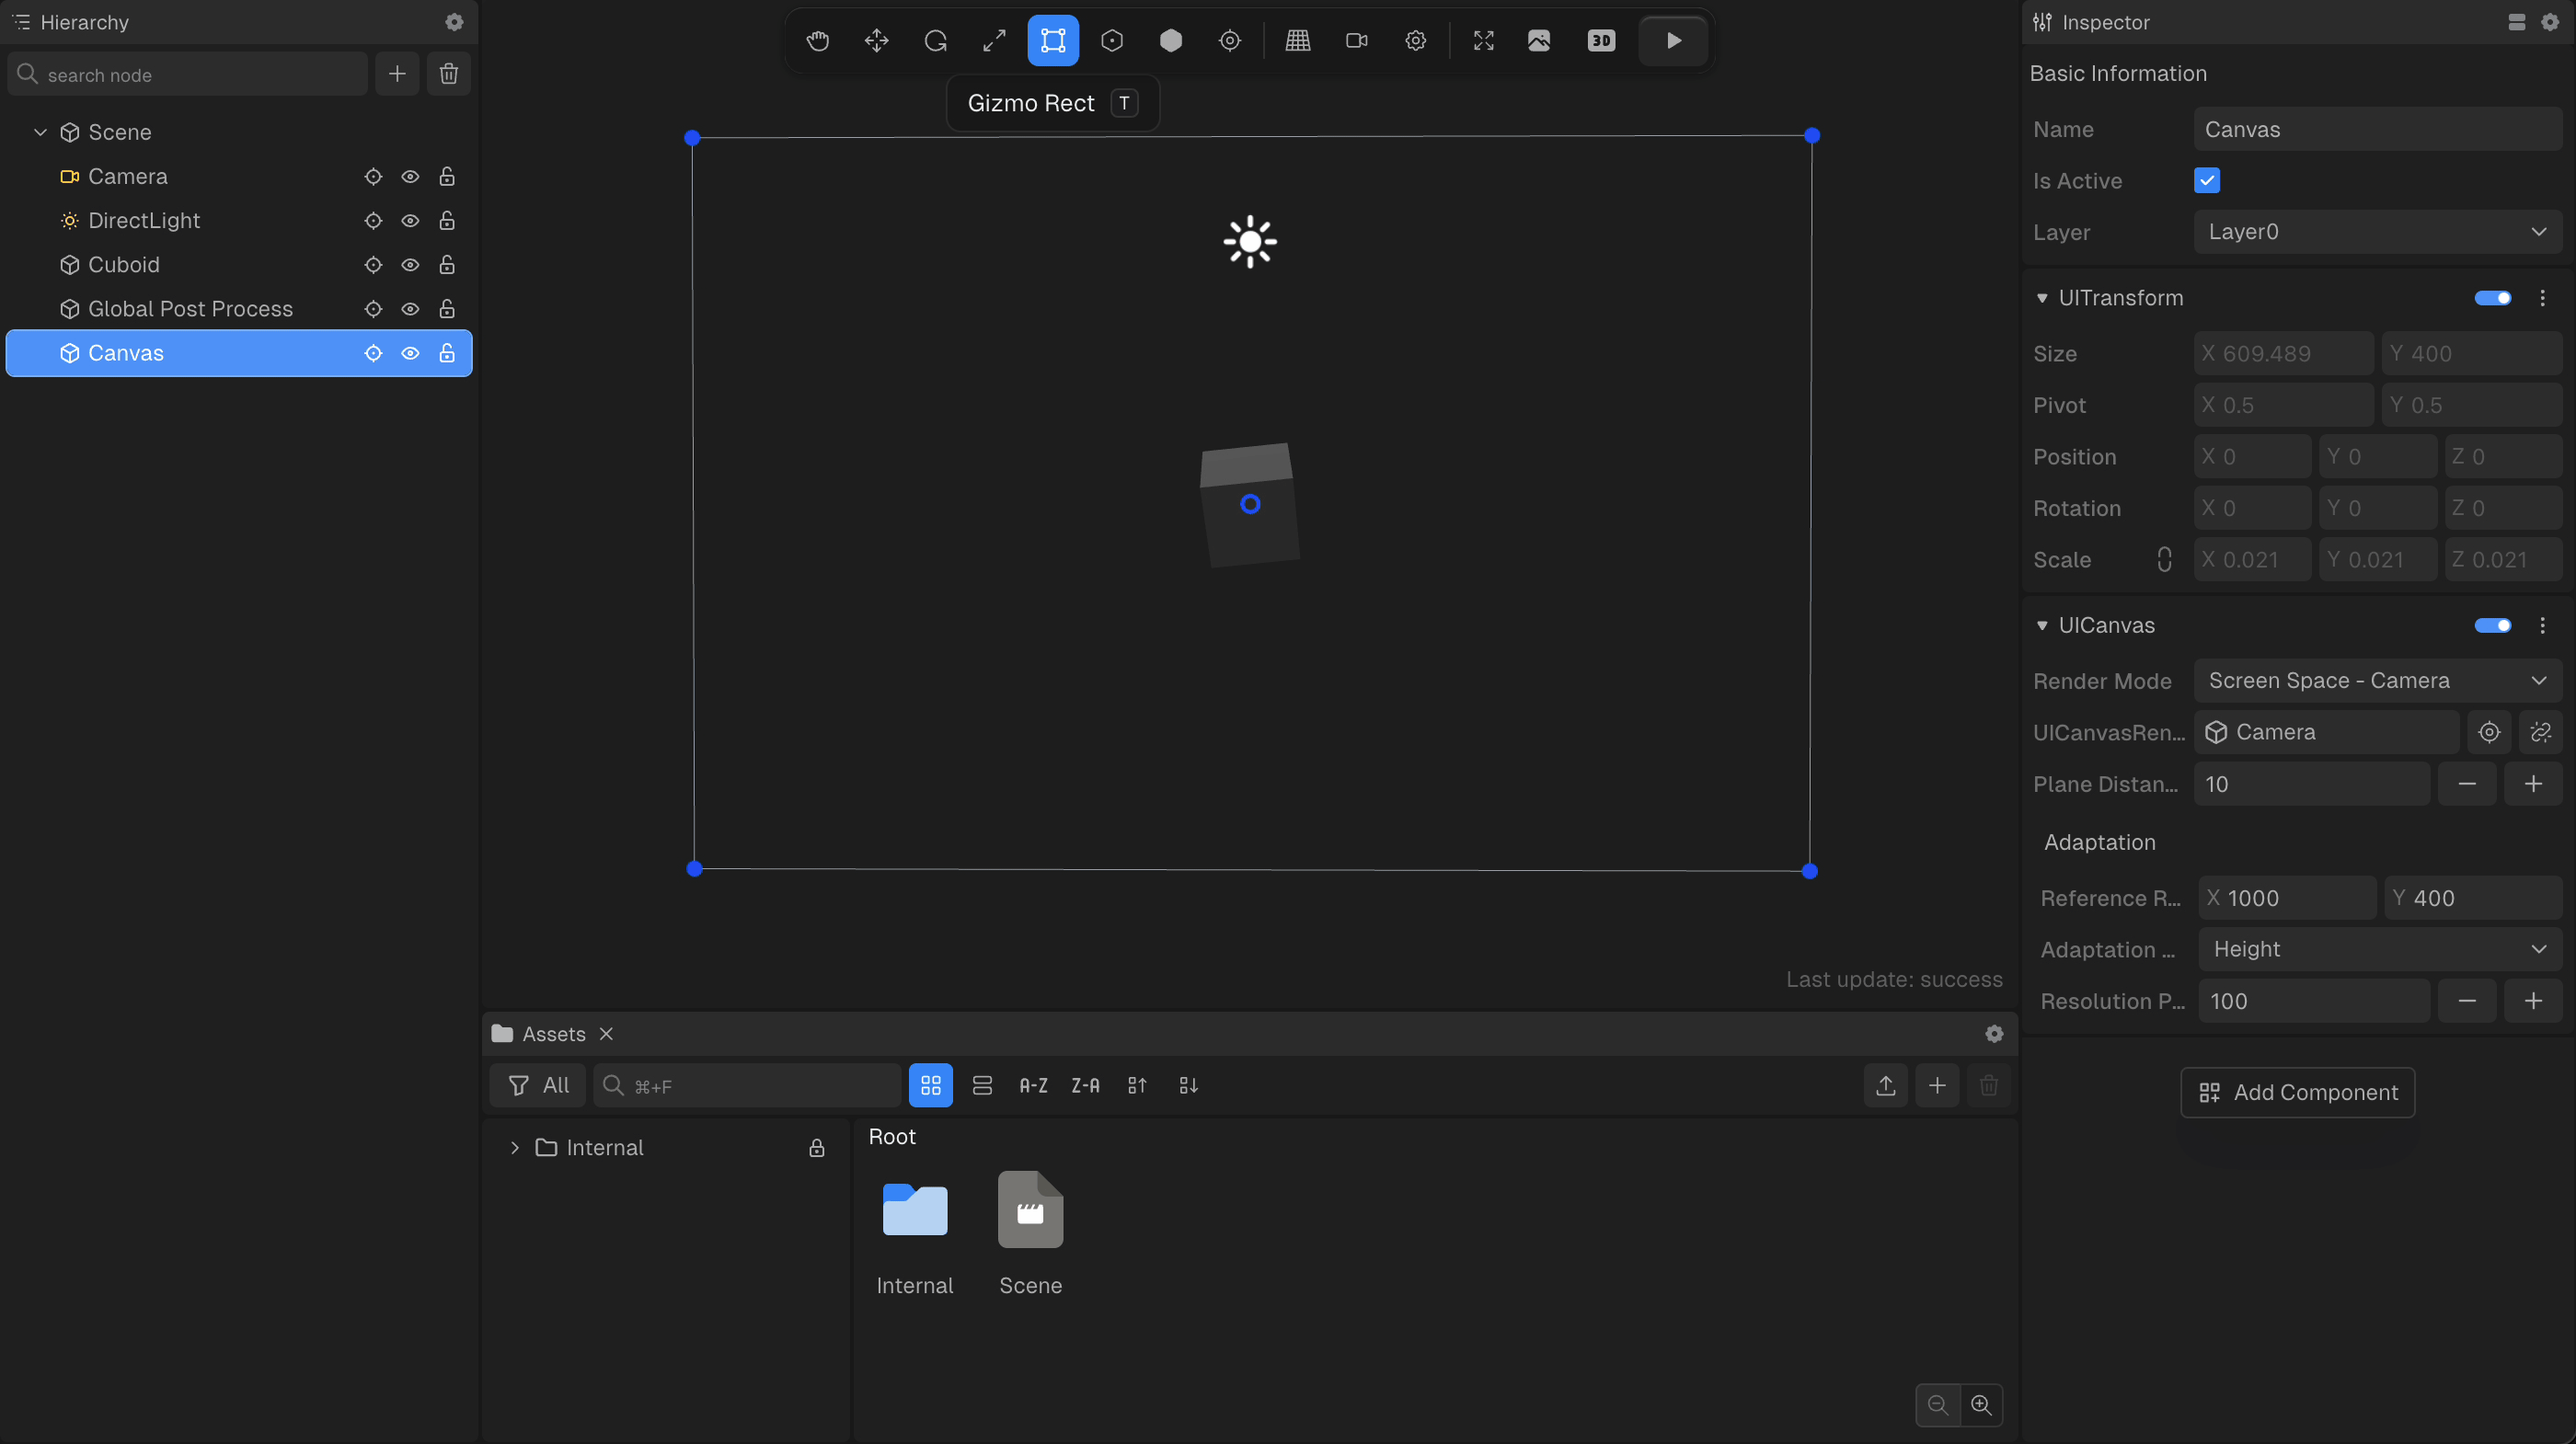 Hierarchy
search node
Scene
Camera
DirectLight
Cuboid
Global Post Process
Canvas
3D
Gizmo Rect T
Last update: success
Assets
All
⌘+F
A-Z
Z-A
Internal
Root
Internal
Scene
Inspector
Basic Information
Name Canvas
Is Active
Layer Layer0
UITransform
Size X 609.489 Y 400
Pivot X 0.5 Y 0.5
Position X 0 Y 0 Z 0
Rotation X 0 Y 0 Z 0
Scale X 0.021 Y 0.021 Z 0.021
UICanvas
Render Mode Screen Space - Camera
UICanvasRen... Camera
Plane Distan... 10
Adaptation
Reference R... X 1000 Y 400
Adaptation ... Height
Resolution P... 100
Add Component